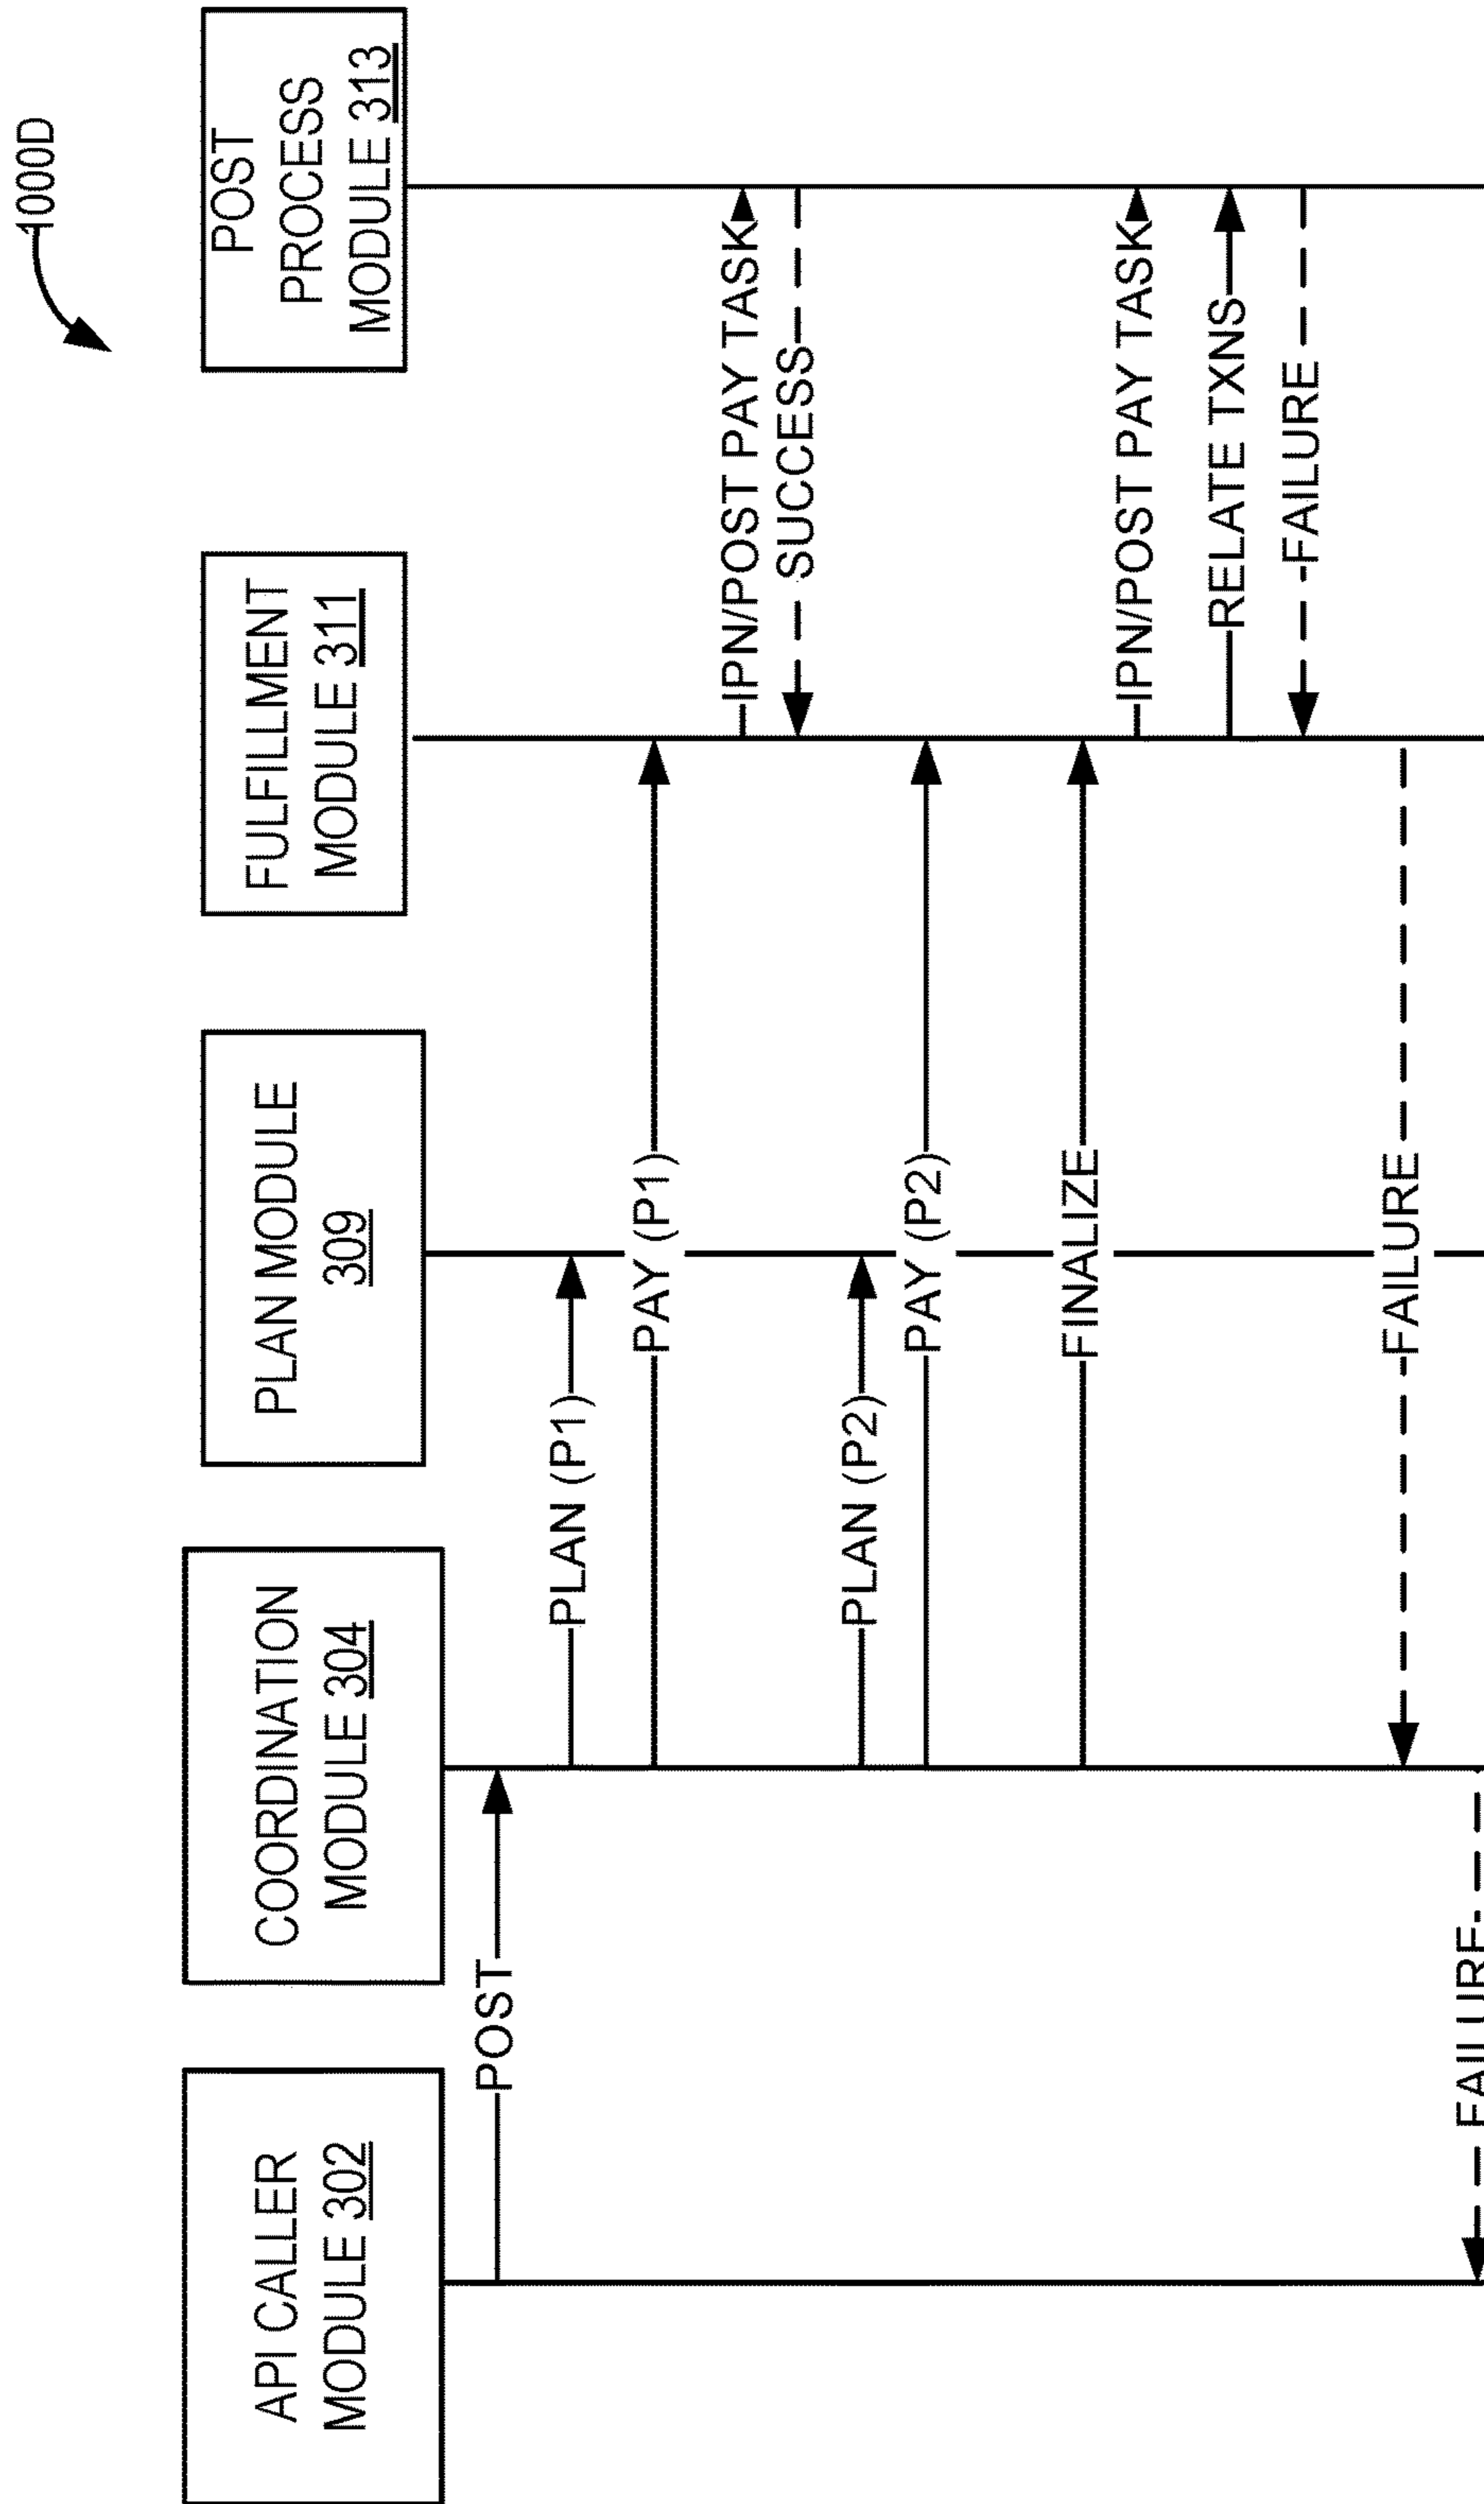 1000D
API CALLER
MODULE 302
COORDINATION
MODULE 304
PLAN MODULE
309
FULFILLMENT
MODULE 311
POST
PROCESS
MODULE 313
POST
PLAN (P1)
PAY (P1)
IPN/POST PAY TASK
SUCCESS
PLAN (P2)
PAY (P2)
FINALIZE
IPN/POST PAY TASK
RELATE TXNS
FAILURE
FAILURE
FAILURE